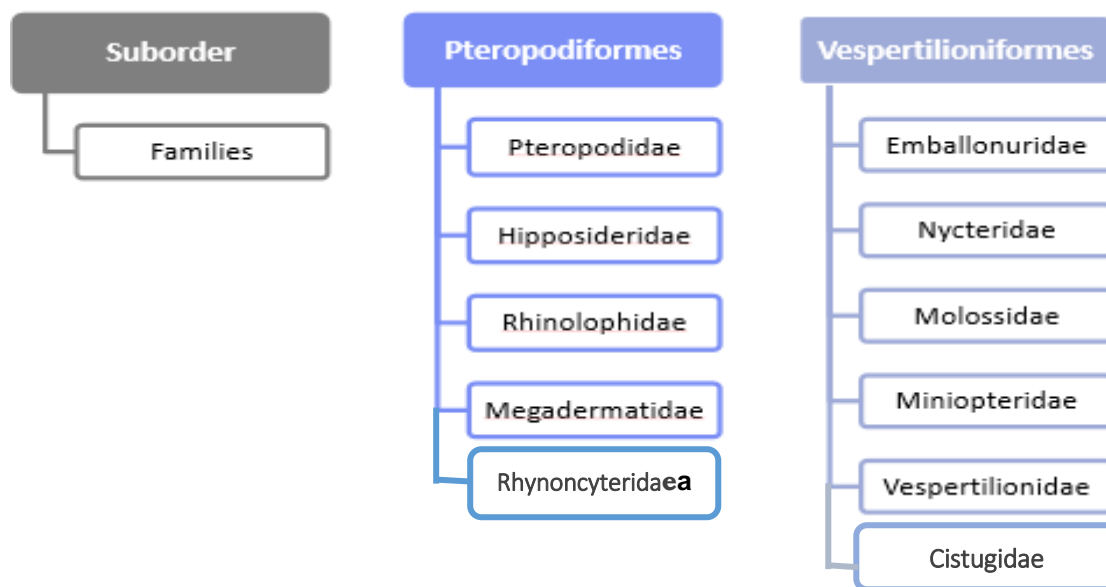 Suborder
Families
Pteropodiformes
Pteropodidae
Hipposideridae
Rhinolophidae
Megadermatidae
Rhynoncyteridaea
Vespertilioniformes
Emballonuridae
Nycteridae
Molossidae
Miniopteridae
Vespertilionidae
Cistugidae